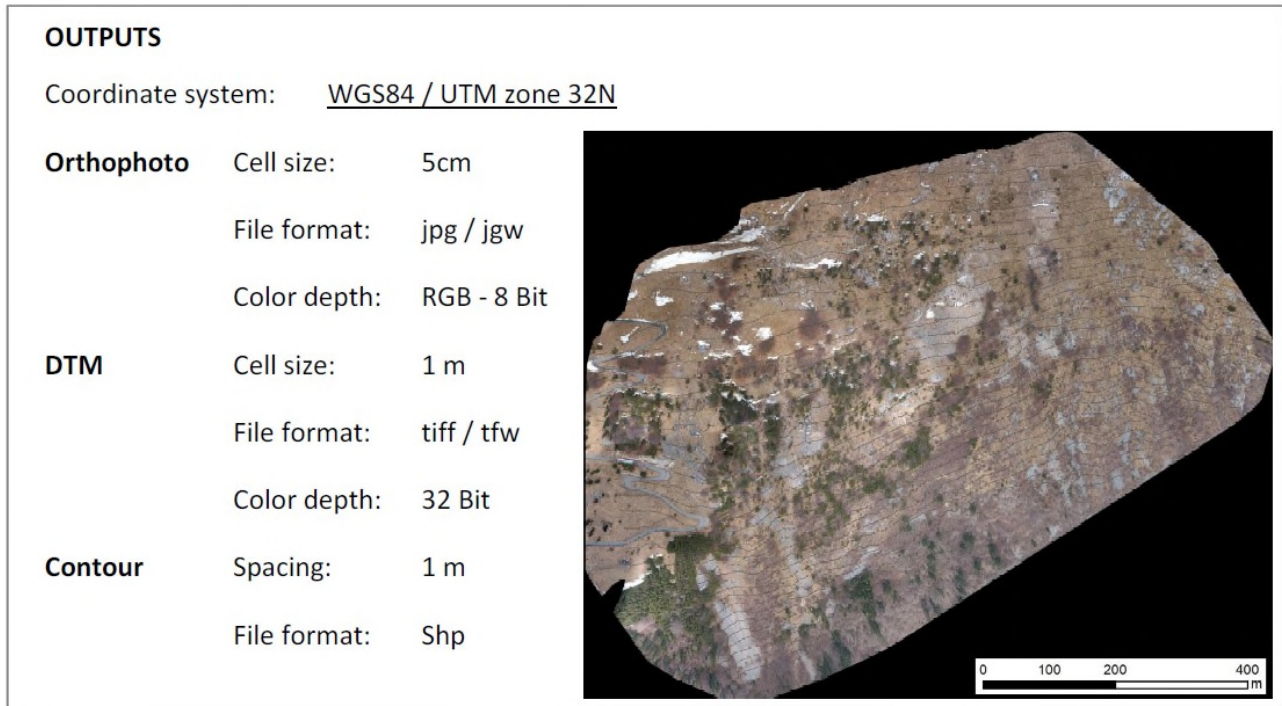 OUTPUTS
Coordinate system: WGS84 / UTM zone 32N
Orthophoto Cell size: 5cm
File format: jpg / jgw
Color depth: RGB - 8 Bit
DTM Cell size: 1 m
File format: tiff / tfw
Color depth: 32 Bit
Contour Spacing: 1 m
File format: Shp
0 100 200 400
m